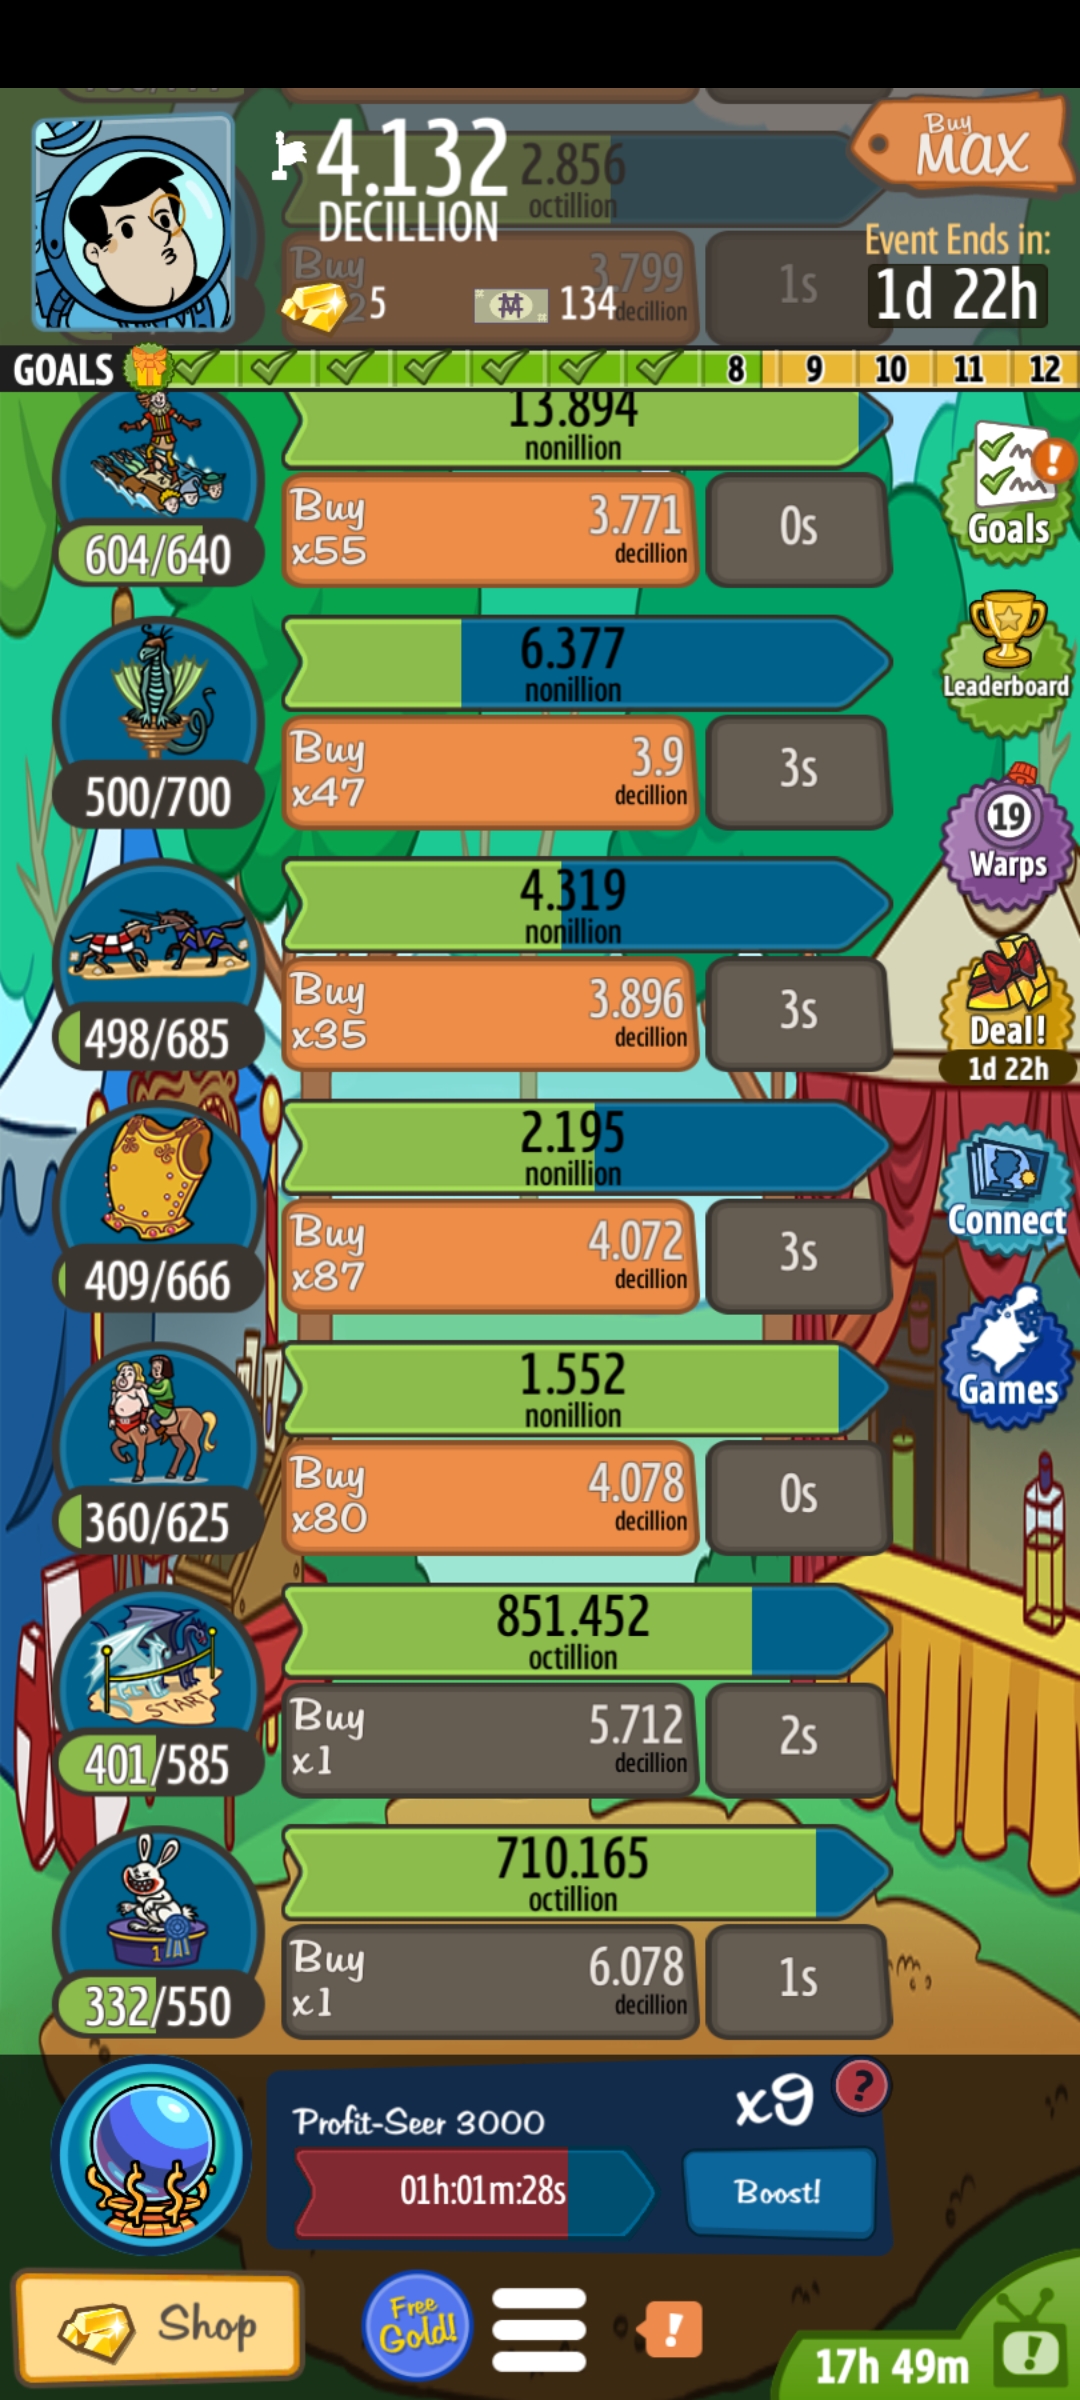 4.132
DECILLION
2.856
octillion
Buy
MAX
Event Ends in:
1d 22h
Buy
3.799
decillion
1s
5
134
GOALS
8
9
10
11
12
13.894
nonillion
604/640
Buy
x55
3.771
decillion
0s
Goals
6.377
nonillion
500/700
Buy
x47
3.9
decillion
3s
Leaderboard
19
Warps
4.319
nonillion
498/685
Buy
x35
3.896
decillion
3s
Deal!
1d 22h
2.195
nonillion
409/666
Buy
x87
4.072
decillion
3s
Connect
1.552
nonillion
360/625
Buy
x80
4.078
decillion
0s
Games
851.452
octillion
START
401/585
Buy
x1
5.712
decillion
2s
710.165
octillion
1
332/550
Buy
x1
6.078
decillion
1s
Profit-Seer 3000
x9
?
01h:01m:28s
Boost!
Shop
Free
Gold!
!
17h 49m
!